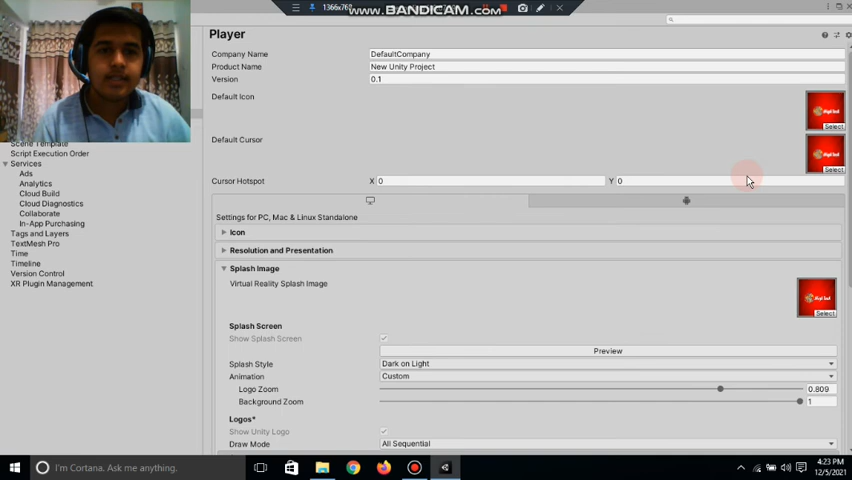 1366x768
www.BANDICAM.com
Player
Company Name DefaultCompany
Product Name New Unity Project
Version 0.1
Default Icon
Select
Default Cursor
Select
Cursor Hotspot X 0 Y 0
Scene Template
Script Execution Order
Services
Ads
Analytics
Cloud Build
Cloud Diagnostics
Collaborate
In-App Purchasing
Tags and Layers
TextMesh Pro
Time
Timeline
Version Control
XR Plugin Management
Settings for PC, Mac & Linux Standalone
Icon
Resolution and Presentation
Splash Image
Virtual Reality Splash Image
Select
Splash Screen
Show Splash Screen
Preview
Splash Style Dark on Light
Animation Custom
Logo Zoom 0.809
Background Zoom 1
Logos*
Show Unity Logo
Draw Mode All Sequential
I'm Cortana. Ask me anything.
4:23 PM
12/5/2021